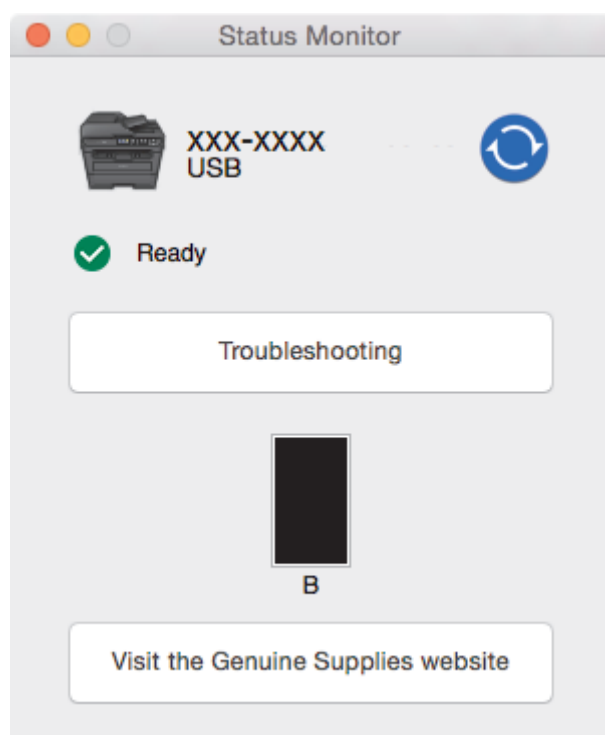 Status Monitor
XXX-XXXX
USB
Ready
Troubleshooting
B
Visit the Genuine Supplies website